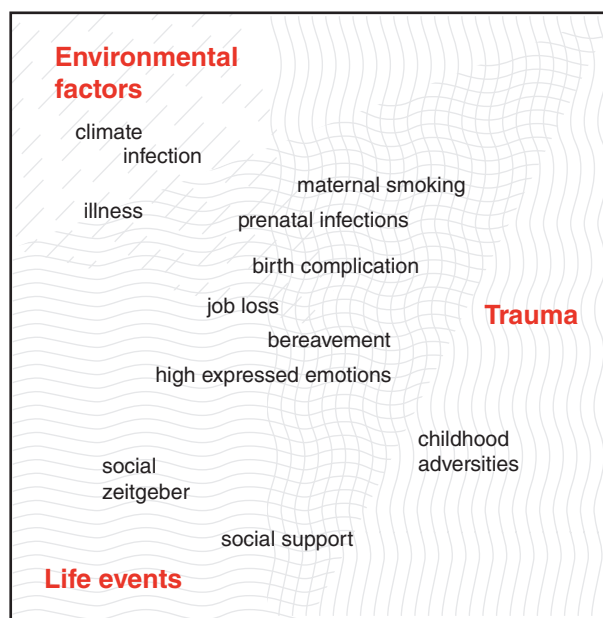 Environmental
factors
climate
infection
maternal smoking
illness
prenatal infections
birth complication
job loss
Trauma
bereavement
high expressed emotions
childhood
adversities
social
zeitgeber
social support
Life events